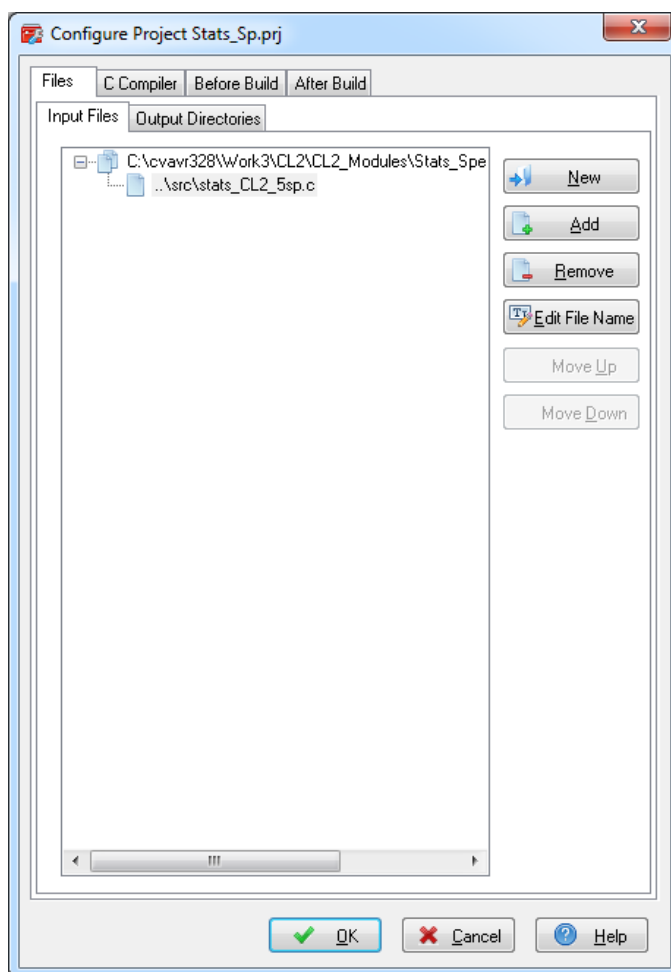 Configure Project Stats_Sp.prj
Files C Compiler Before Build After Build
Input Files Output Directories
C:\cvavr328\Work3\CL2\CL2_Modules\Stats_Spe
..\src\stats_CL2_5sp.c
New
Add
Remove
Edit File Name
Move Up
Move Down
OK Cancel Help